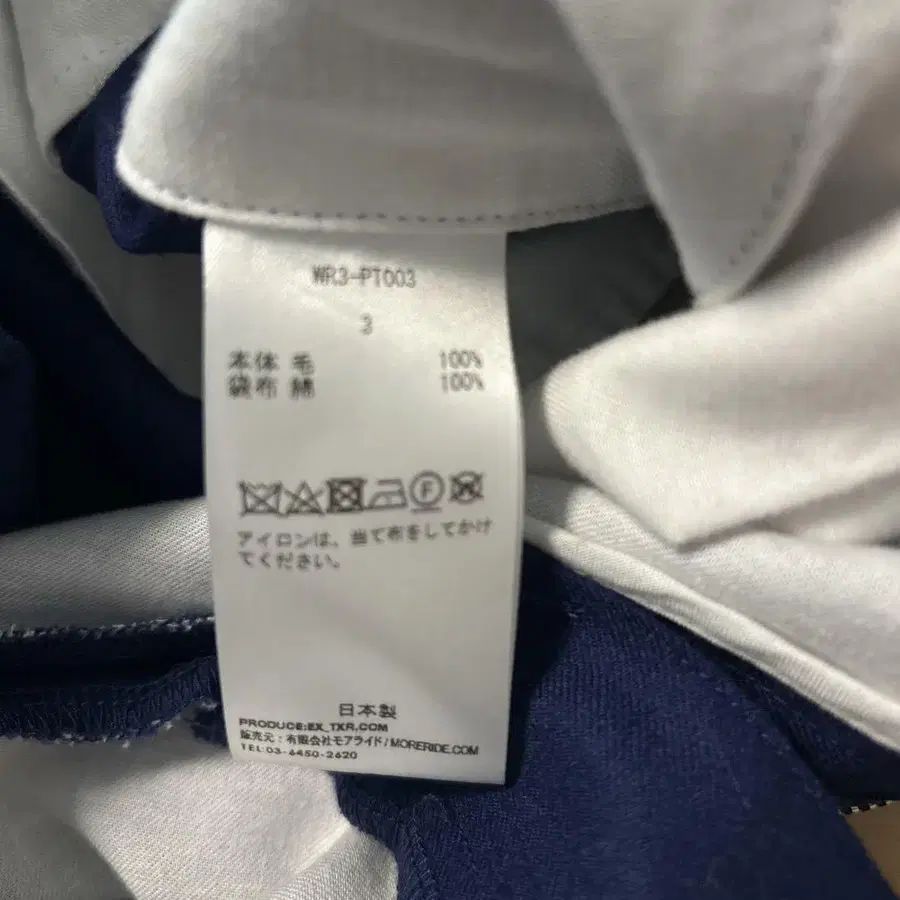 WR3-PT003
3
本体 毛 100%
袋布 綿 100%
F
アイロンは、当て布をしてかけ
てください。
日本製
PRODUCE:EX_TXR.COM
販売元：有限会社モアライド/MORERIDE.COM
TEL:03-6450-2620